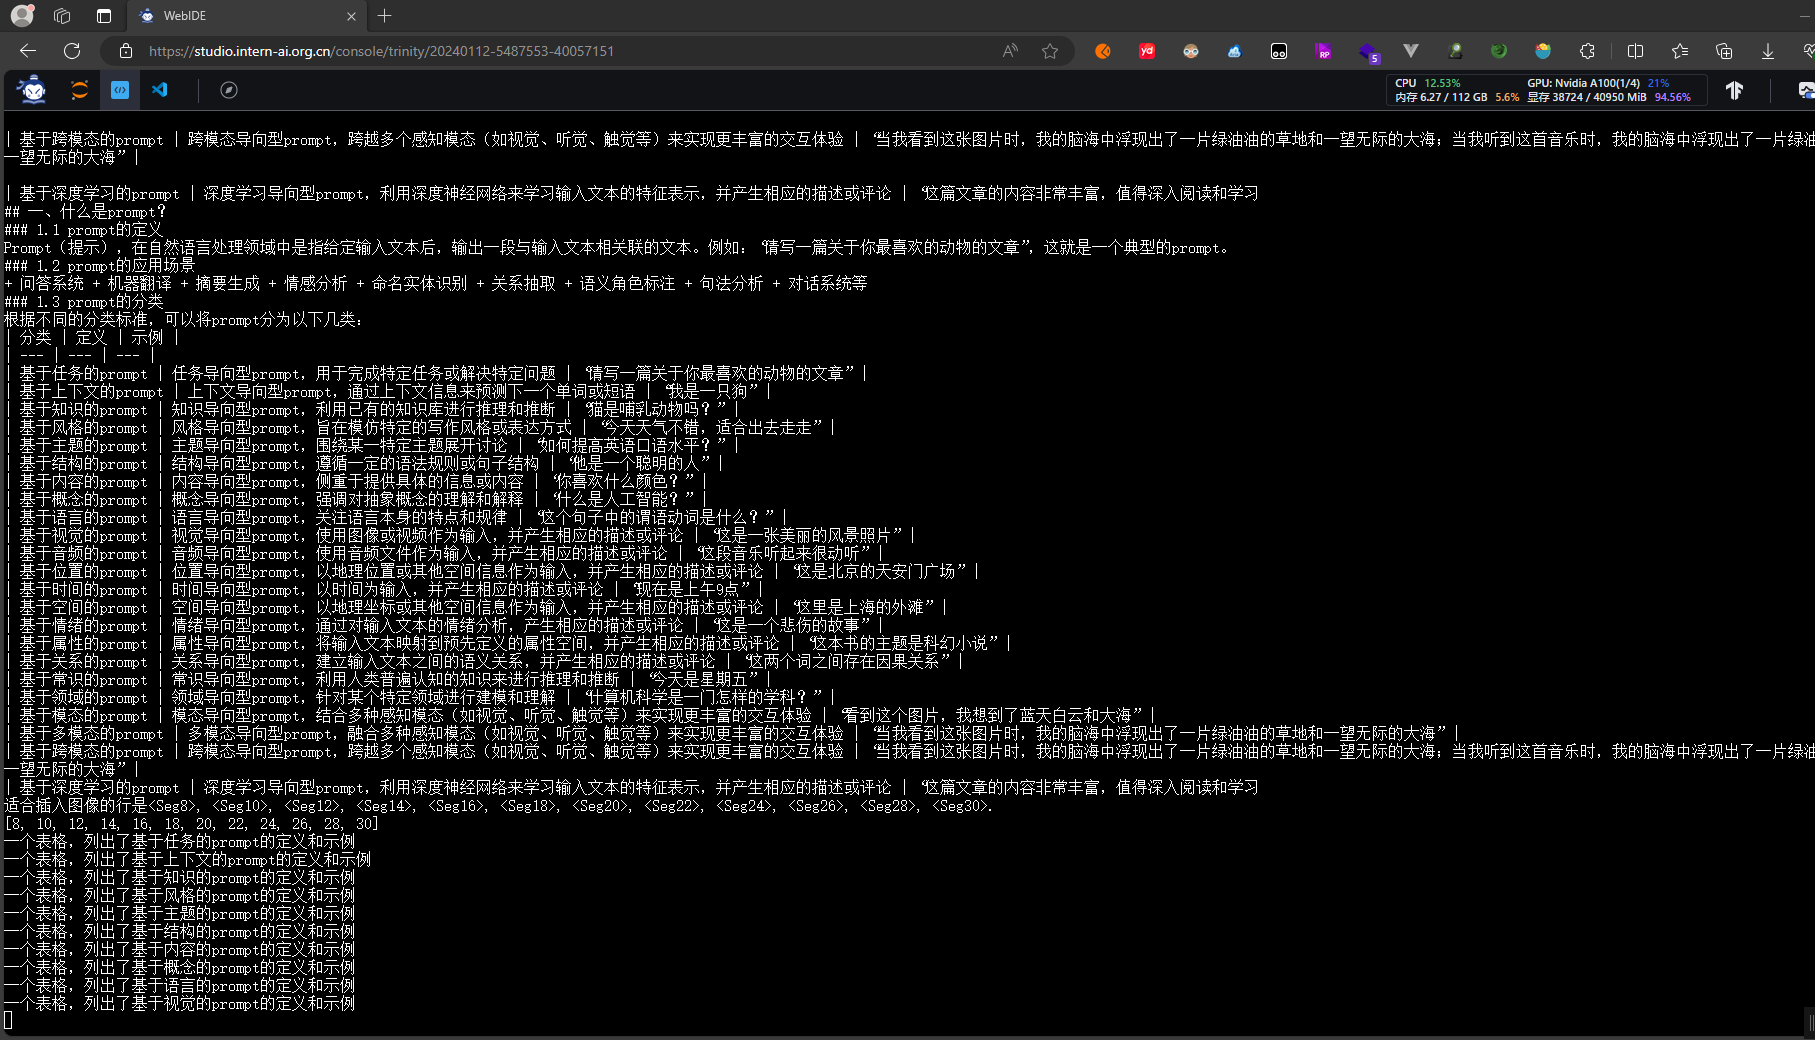 WebIDE
https://studio.intern-ai.org.cn/console/trinity/20240112-5487553-40057151
CPU 12.53% GPU: Nvidia A100(1/4) 21%
内存 6.27 / 112 GB 5.6% 显存 38724 / 40950 MiB 94.56%
| 基于跨模态的prompt | 跨模态导向型prompt，跨越多个感知模态（如视觉、听觉、触觉等）来实现更丰富的交互体验 | “当我看到这张图片时，我的脑海中浮现出了一片绿油油的草地和一望无际的大海；当我听到这首音乐时，我的脑海中浮现出了一片绿油
一望无际的大海” |
| 基于深度学习的prompt | 深度学习导向型prompt，利用深度神经网络来学习输入文本的特征表示，并产生相应的描述或评论 | “这篇文章的内容非常丰富，值得深入阅读和学习
## 一、什么是prompt？
### 1.1 prompt的定义
Prompt（提示），在自然语言处理领域中是指给定输入文本后，输出一段与输入文本相关联的文本。例如：“请写一篇关于你最喜欢的动物的文章”，这就是一个典型的prompt。
### 1.2 prompt的应用场景
+ 问答系统 + 机器翻译 + 摘要生成 + 情感分析 + 命名实体识别 + 关系抽取 + 语义角色标注 + 句法分析 + 对话系统等
### 1.3 prompt的分类
根据不同的分类标准，可以将prompt分为以下几类：
| 分类 | 定义 | 示例 |
| --- | --- | --- |
| 基于任务的prompt | 任务导向型prompt，用于完成特定任务或解决特定问题 | “请写一篇关于你最喜欢的动物的文章” |
| 基于上下文的prompt | 上下文导向型prompt，通过上下文信息来预测下一个单词或短语 | “我是一只狗” |
| 基于知识的prompt | 知识导向型prompt，利用已有的知识库进行推理和推断 | “猫是哺乳动物吗？” |
| 基于风格的prompt | 风格导向型prompt，旨在模仿特定的写作风格或表达方式 | “今天天气不错，适合出去走走” |
| 基于主题的prompt | 主题导向型prompt，围绕某一特定主题展开讨论 | “如何提高英语口语水平？” |
| 基于结构的prompt | 结构导向型prompt，遵循一定的语法规则或句子结构 | “他是一个聪明的人” |
| 基于内容的prompt | 内容导向型prompt，侧重于提供具体的信息或内容 | “你喜欢什么颜色？” |
| 基于概念的prompt | 概念导向型prompt，强调对抽象概念的理解和解释 | “什么是人工智能？” |
| 基于语言的prompt | 语言导向型prompt，关注语言本身的特点和规律 | “这个句子中的谓语动词是什么？” |
| 基于视觉的prompt | 视觉导向型prompt，使用图像或视频作为输入，并产生相应的描述或评论 | “这是一张美丽的风景照片” |
| 基于音频的prompt | 音频导向型prompt，使用音频文件作为输入，并产生相应的描述或评论 | “这段音乐听起来很动听” |
| 基于位置的prompt | 位置导向型prompt，以地理位置或其他空间信息作为输入，并产生相应的描述或评论 | “这是北京的天安门广场” |
| 基于时间的prompt | 时间导向型prompt，以时间为输入，并产生相应的描述或评论 | “现在是上午9点” |
| 基于空间的prompt | 空间导向型prompt，以地理坐标或其他空间信息作为输入，并产生相应的描述或评论 | “这里是上海的外滩” |
| 基于情绪的prompt | 情绪导向型prompt，通过对输入文本的情绪分析，产生相应的描述或评论 | “这是一个悲伤的故事” |
| 基于属性的prompt | 属性导向型prompt，将输入文本映射到预先定义的属性空间，并产生相应的描述或评论 | “这本书的主题是科幻小说” |
| 基于关系的prompt | 关系导向型prompt，建立输入文本之间的语义关系，并产生相应的描述或评论 | “这两个词之间存在因果关系” |
| 基于常识的prompt | 常识导向型prompt，利用人类普遍认知的知识来进行推理和推断 | “今天是星期五” |
| 基于领域的prompt | 领域导向型prompt，针对某个特定领域进行建模和理解 | “计算机科学是一门怎样的学科？” |
| 基于模态的prompt | 模态导向型prompt，结合多种感知模态（如视觉、听觉、触觉等）来实现更丰富的交互体验 | “看到这个图片，我想到了蓝天白云和大海” |
| 基于多模态的prompt | 多模态导向型prompt，融合多种感知模态（如视觉、听觉、触觉等）来实现更丰富的交互体验 | “当我看到这张图片时，我的脑海中浮现出了一片绿油油的草地和一望无际的大海” |
| 基于跨模态的prompt | 跨模态导向型prompt，跨越多个感知模态（如视觉、听觉、触觉等）来实现更丰富的交互体验 | “当我看到这张图片时，我的脑海中浮现出了一片绿油油的草地和一望无际的大海；当我听到这首音乐时，我的脑海中浮现出了一片绿油
一望无际的大海” |
| 基于深度学习的prompt | 深度学习导向型prompt，利用深度神经网络来学习输入文本的特征表示，并产生相应的描述或评论 | “这篇文章的内容非常丰富，值得深入阅读和学习
适合插入图像的行是<Seg8>, <Seg10>, <Seg12>, <Seg14>, <Seg16>, <Seg18>, <Seg20>, <Seg22>, <Seg24>, <Seg26>, <Seg28>, <Seg30>.
[8, 10, 12, 14, 16, 18, 20, 22, 24, 26, 28, 30]
一个表格，列出了基于任务的prompt的定义和示例
一个表格，列出了基于上下文的prompt的定义和示例
一个表格，列出了基于知识的prompt的定义和示例
一个表格，列出了基于风格的prompt的定义和示例
一个表格，列出了基于主题的prompt的定义和示例
一个表格，列出了基于结构的prompt的定义和示例
一个表格，列出了基于内容的prompt的定义和示例
一个表格，列出了基于概念的prompt的定义和示例
一个表格，列出了基于语言的prompt的定义和示例
一个表格，列出了基于视觉的prompt的定义和示例